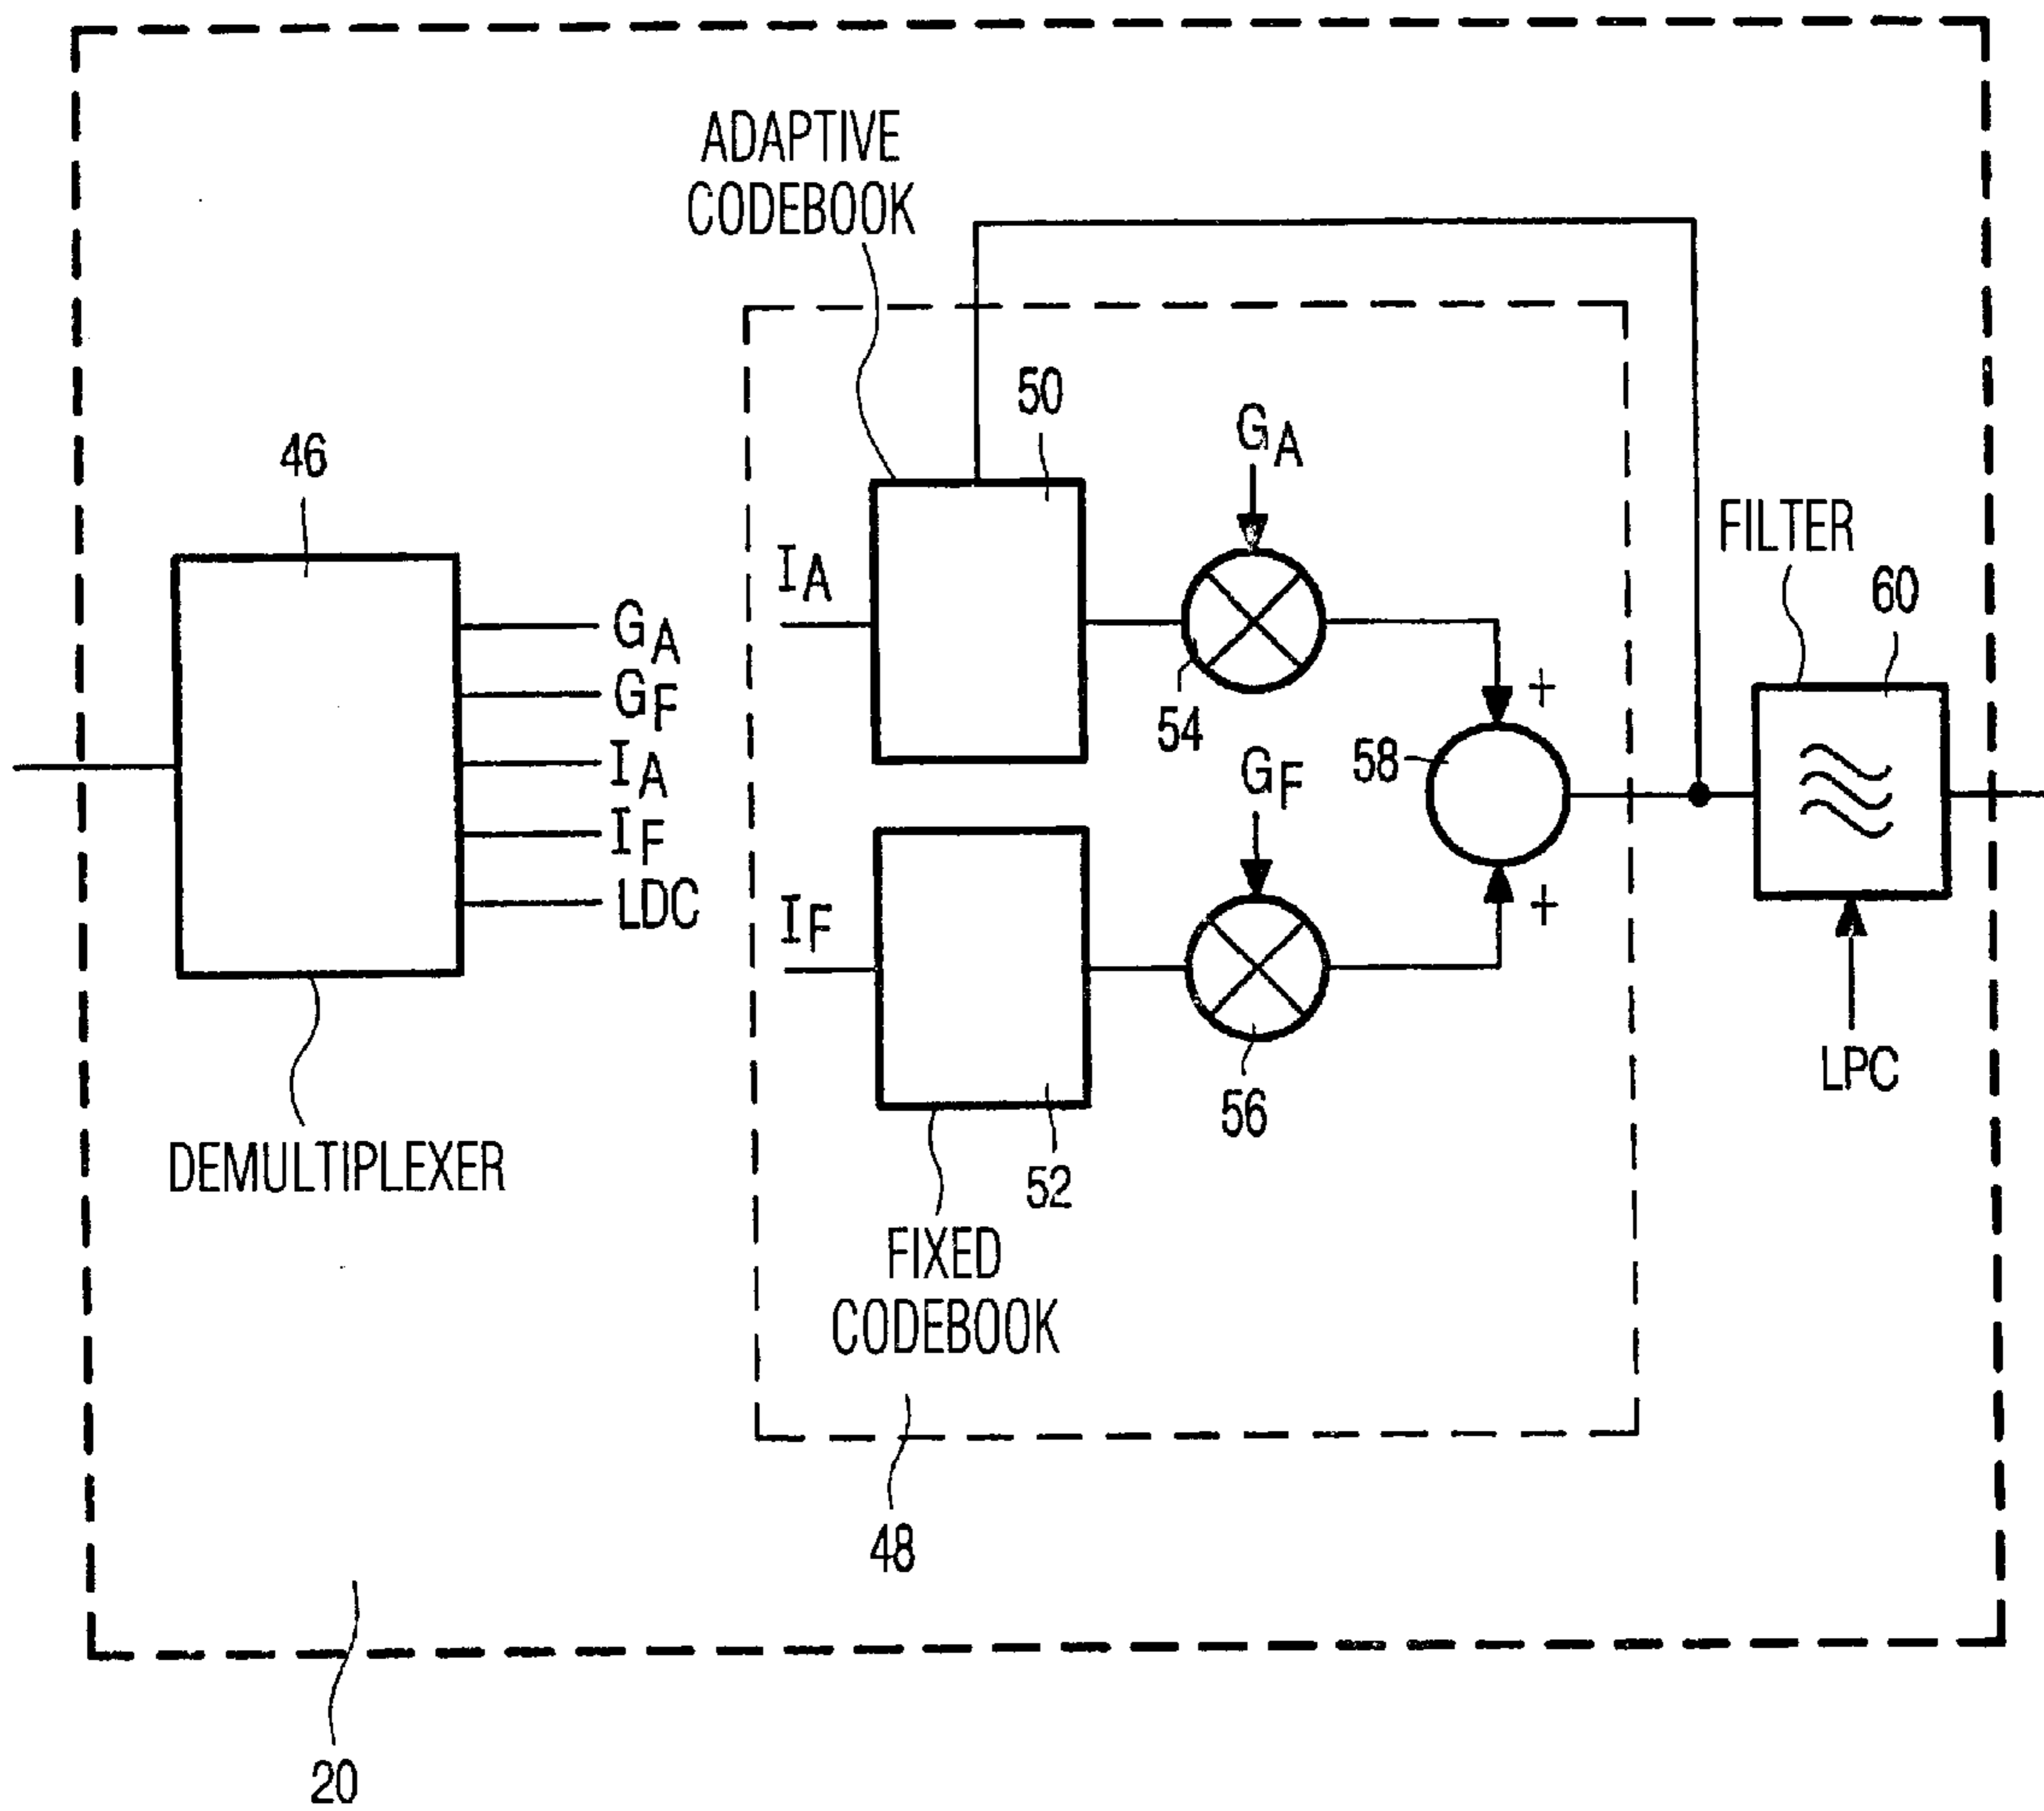 ADAPTIVE
CODEBOOK
50
GA
46
FILTER
IA
60
GA
GF
54
58
+
GF
IA
IF
LDC
IF
+
LPC
56
DEMULTIPLEXER
52
FIXED
CODEBOOK
48
20